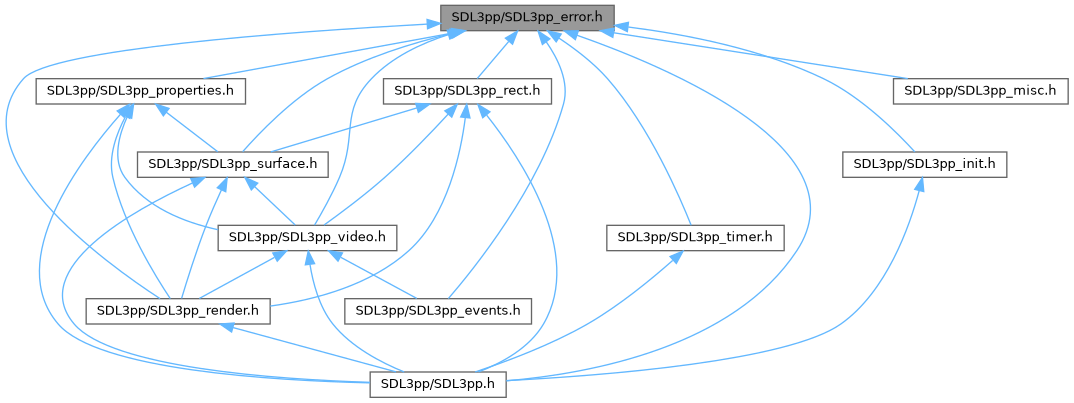 SDL3pp/SDL3pp_error.h
SDL3pp/SDL3pp_properties.h
SDL3pp/SDL3pp_rect.h
SDL3pp/SDL3pp_misc.h
SDL3pp/SDL3pp_surface.h
SDL3pp/SDL3pp_init.h
SDL3pp/SDL3pp_video.h
SDL3pp/SDL3pp_timer.h
SDL3pp/SDL3pp_render.h
SDL3pp/SDL3pp_events.h
SDL3pp/SDL3pp.h